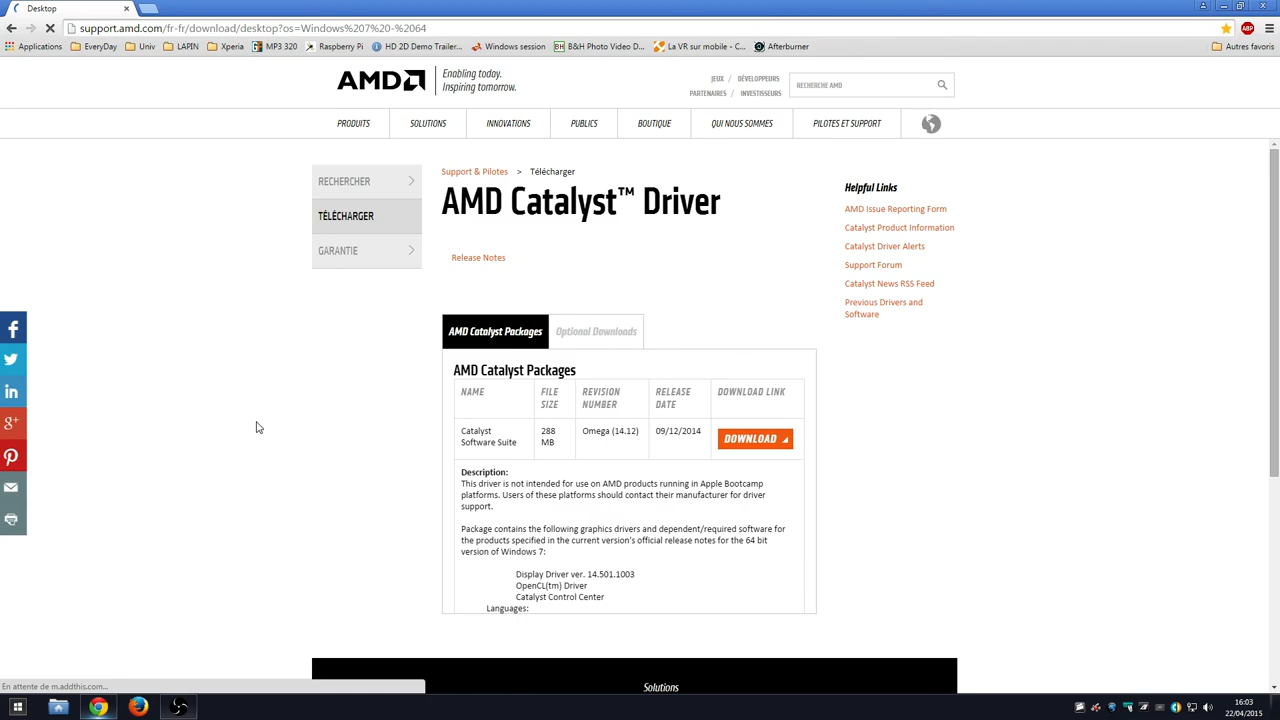 Desktop
support.amd.com/fr-fr/download/desktop?os=Windows%207%20-%2064
Applications EveryDay Univ LAPIN Xperia MP3 320 Raspberry Pi HD 2D Demo Trailer... Windows session B&H Photo Video D... La VR sur mobile - C... Afterburner Autres favoris
AMD Enabling today.
Inspiring tomorrow.
JEUX / DÉVELOPPEURS
PARTENAIRES / INVESTISSEURS
RECHERCHE AMD
PRODUITS SOLUTIONS INNOVATIONS PUBLICS BOUTIQUE QUI NOUS SOMMES PILOTES ET SUPPORT
RECHERCHER
TÉLÉCHARGER
GARANTIE
Support & Pilotes > Télécharger
AMD Catalyst™ Driver
Release Notes
Helpful Links
AMD Issue Reporting Form
Catalyst Product Information
Catalyst Driver Alerts
Support Forum
Catalyst News RSS Feed
Previous Drivers and
Software
AMD Catalyst Packages Optional Downloads
AMD Catalyst Packages
NAME FILE SIZE REVISION NUMBER RELEASE DATE DOWNLOAD LINK
Catalyst Software Suite 288 MB Omega (14.12) 09/12/2014 DOWNLOAD
Description:
This driver is not intended for use on AMD products running in Apple Bootcamp
platforms. Users of these platforms should contact their manufacturer for driver
support.
Package contains the following graphics drivers and dependent/required software for
the products specified in the current version's official release notes for the 64 bit
version of Windows 7:
Display Driver ver. 14.501.1003
OpenCL(tm) Driver
Catalyst Control Center
Languages:
Solutions
En attente de m.addthis.com...
16:03
22/04/2015